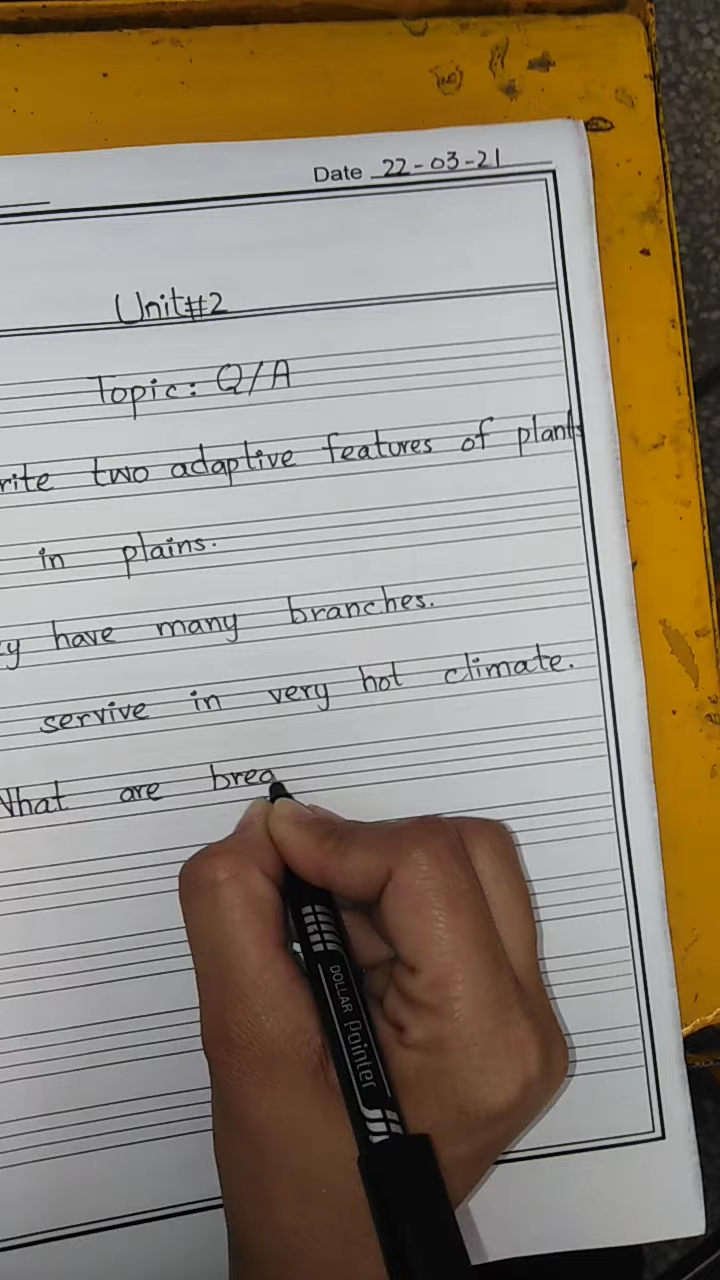 Date 22-03-21
Unit#2
Topic: Q/A
rite two adaptive features of plants
in plains.
ey have many branches.
servive in very hot climate.
What are brea
DOLLAR Pointer